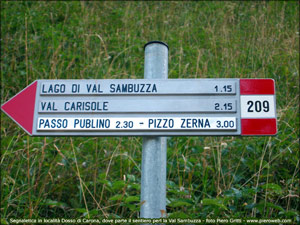 LAGO DI VAL SAMBUZZA 1.15
VAL CARISOLE 2.15
209
PASSO PUBLINO 2.30 - PIZZO ZERNA 3.00
Segnaletica in località Dosso di Carona, dove parte il sentiero perl la Val Sambuzza - foto Piero Gritti - www.pieroweb.com